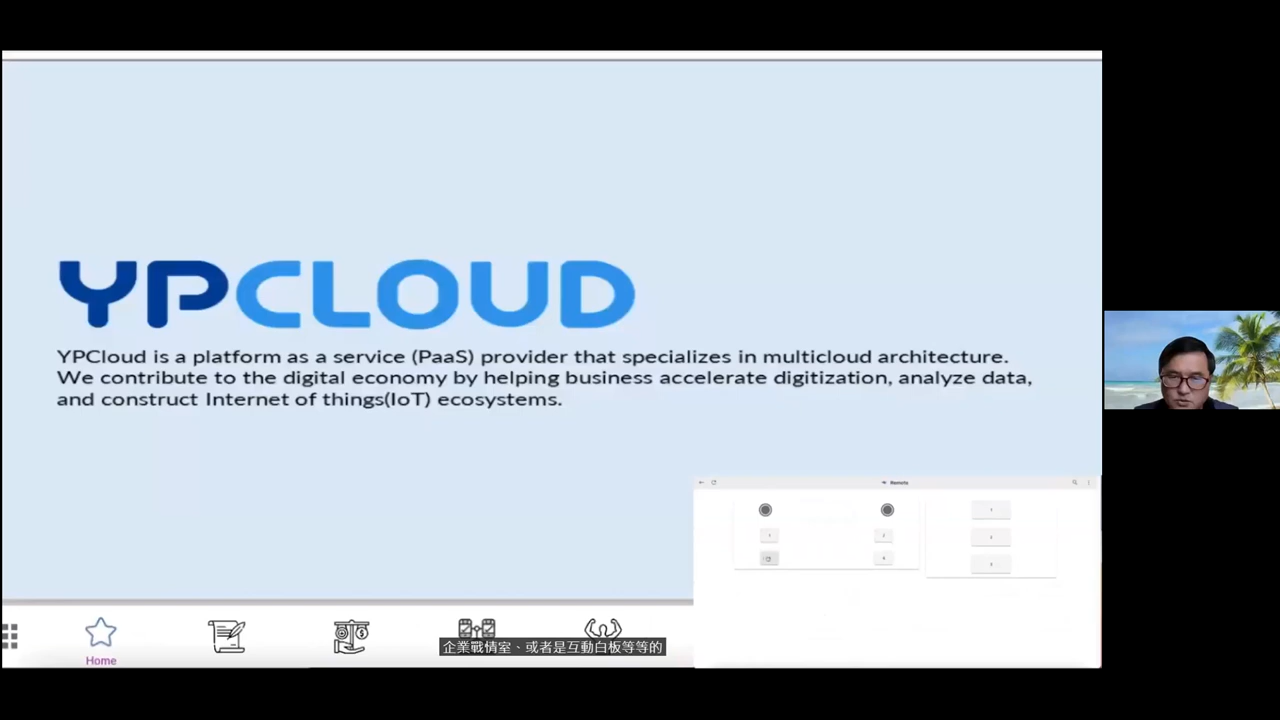 YPCLOUD
YPCloud is a platform as a service (PaaS) provider that specializes in multicloud architecture.
We contribute to the digital economy by helping business accelerate digitization, analyze data,
and construct Internet of things(IoT) ecosystems.
Remote
Home
企業戰情室、或者是互動白板等等的